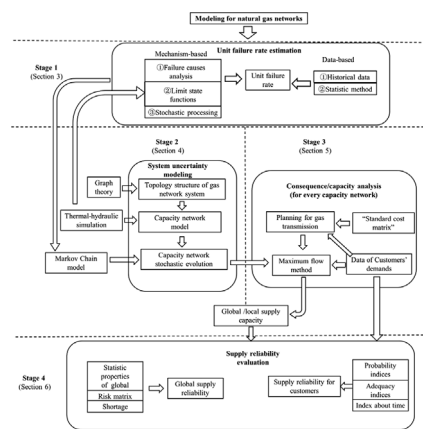 Modeling for natural gas networks
Unit failure rate estimation
Stage 1
(Section 3)
Mechanism-based
①Failure causes
analysis
②Limit state
functions
③Stochastic processing
Unit failure
rate
Data-based
①Historical data
②Statistic method
Stage 2
(Section 4)
System uncertainty
modeling
Graph
theory
Topology structure of gas
network system
Thermal-hydraulic
simulation
Capacity network
model
Markov Chain
model
Capacity network
stochastic evolution
Stage 3
(Section 5)
Consequence/capacity analysis
(for every capacity network)
Planning for gas
transmission
"Standard cost
matrix"
Maximum flow
method
Data of Customers'
demands
Global /local supply
capacity
Supply reliability
evaluation
Stage 4
(Section 6)
Statistic
properties
of global
Risk matrix
Shortage
Global supply
reliability
Supply reliability for
customers
Probability
indices
Adequacy
indices
Index about time